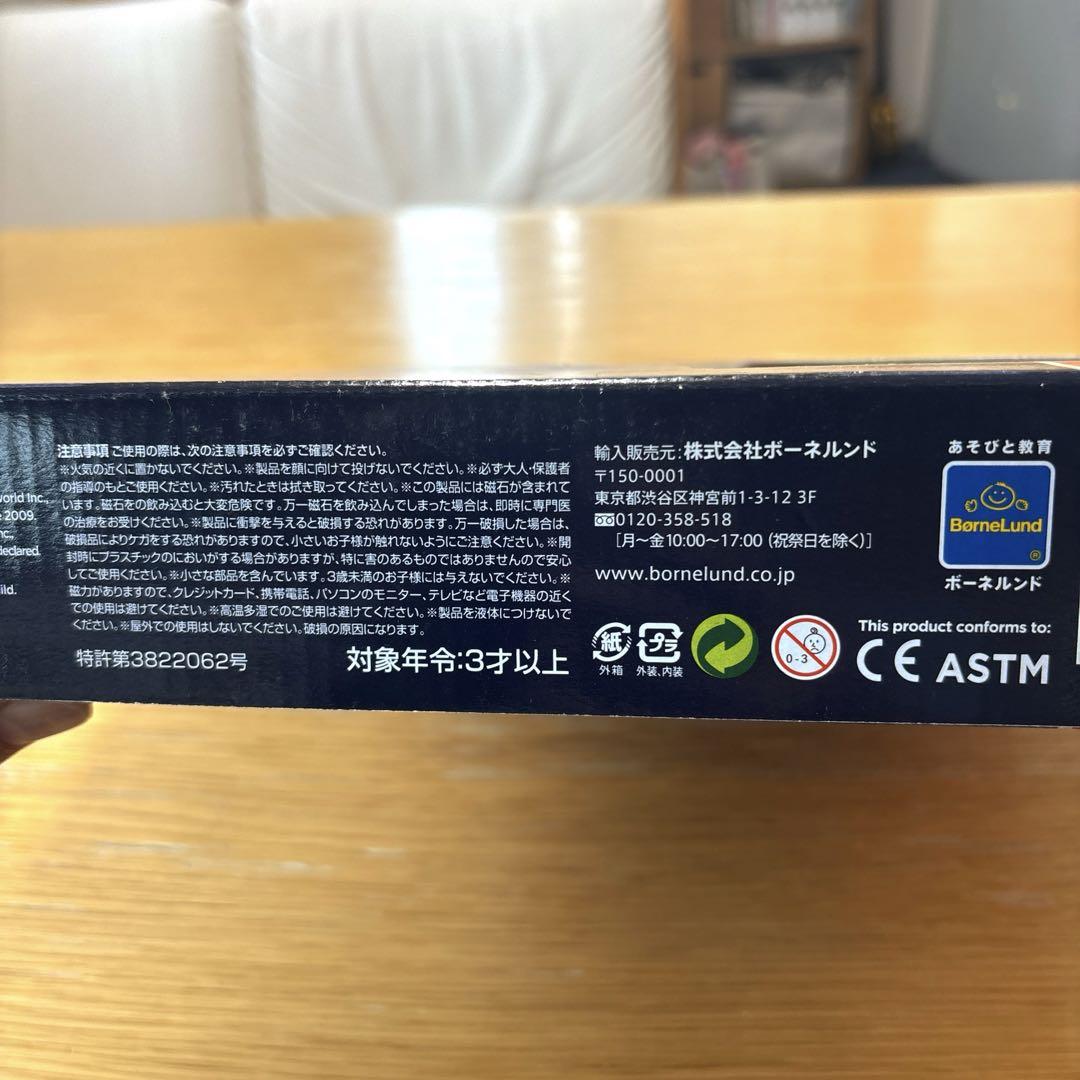 world Inc.,
2009.
nc.,
declared
ild.
注意事項 ご使用の際は、次の注意事項を必ずご確認ください。
※火気の近くに置かないでください。※製品を顔に向けて投げないでください。※必ず大人・保護者
の指導のもとご使用ください。※汚れたときは拭き取ってください。※この製品には磁石が含まれて
います。磁石をの飲み込むと大変危険です。万一磁石を飲み込んでしまった場合は、即時に専門医
の治療をお受けください。※製品に衝撃を与えると破損する恐れがあります。万一破損した場合は、
破損品によりケガをする恐れがありますので、小さいお子様が触れないようにご注意ください。※開
封時にプラスチックのにおいがする場合がありますが、特に害のあるものではありませんので安心
してご使用ください。※小さな部品を含んでいます。3歳未満のお子様には与えないでください。※
磁力がありますので、クレジットカード、携帯電話、パソコンのモニター、テレビなど電子機器の近く
での使用は避けてください。※高温多湿でのご使用は避けてください。※製品を液体につけないで
ください。※屋外での使用はしないでください。破損の原因になります。
特許第3822062号
対象年令:3才以上
輸入販売元:株式会社ボーネルンド
〒150-0001
東京都渋谷区神宮前1-3-12 3F
0120-358-518
[月〜金10:00〜17:00 (祝祭日を除く)]
www.bornelund.co.jp
紙
外箱
プラ
外装、内装
0-3
あそびと教育
BørneLund
®
ボーネルンド
This product conforms to:
CE ASTM